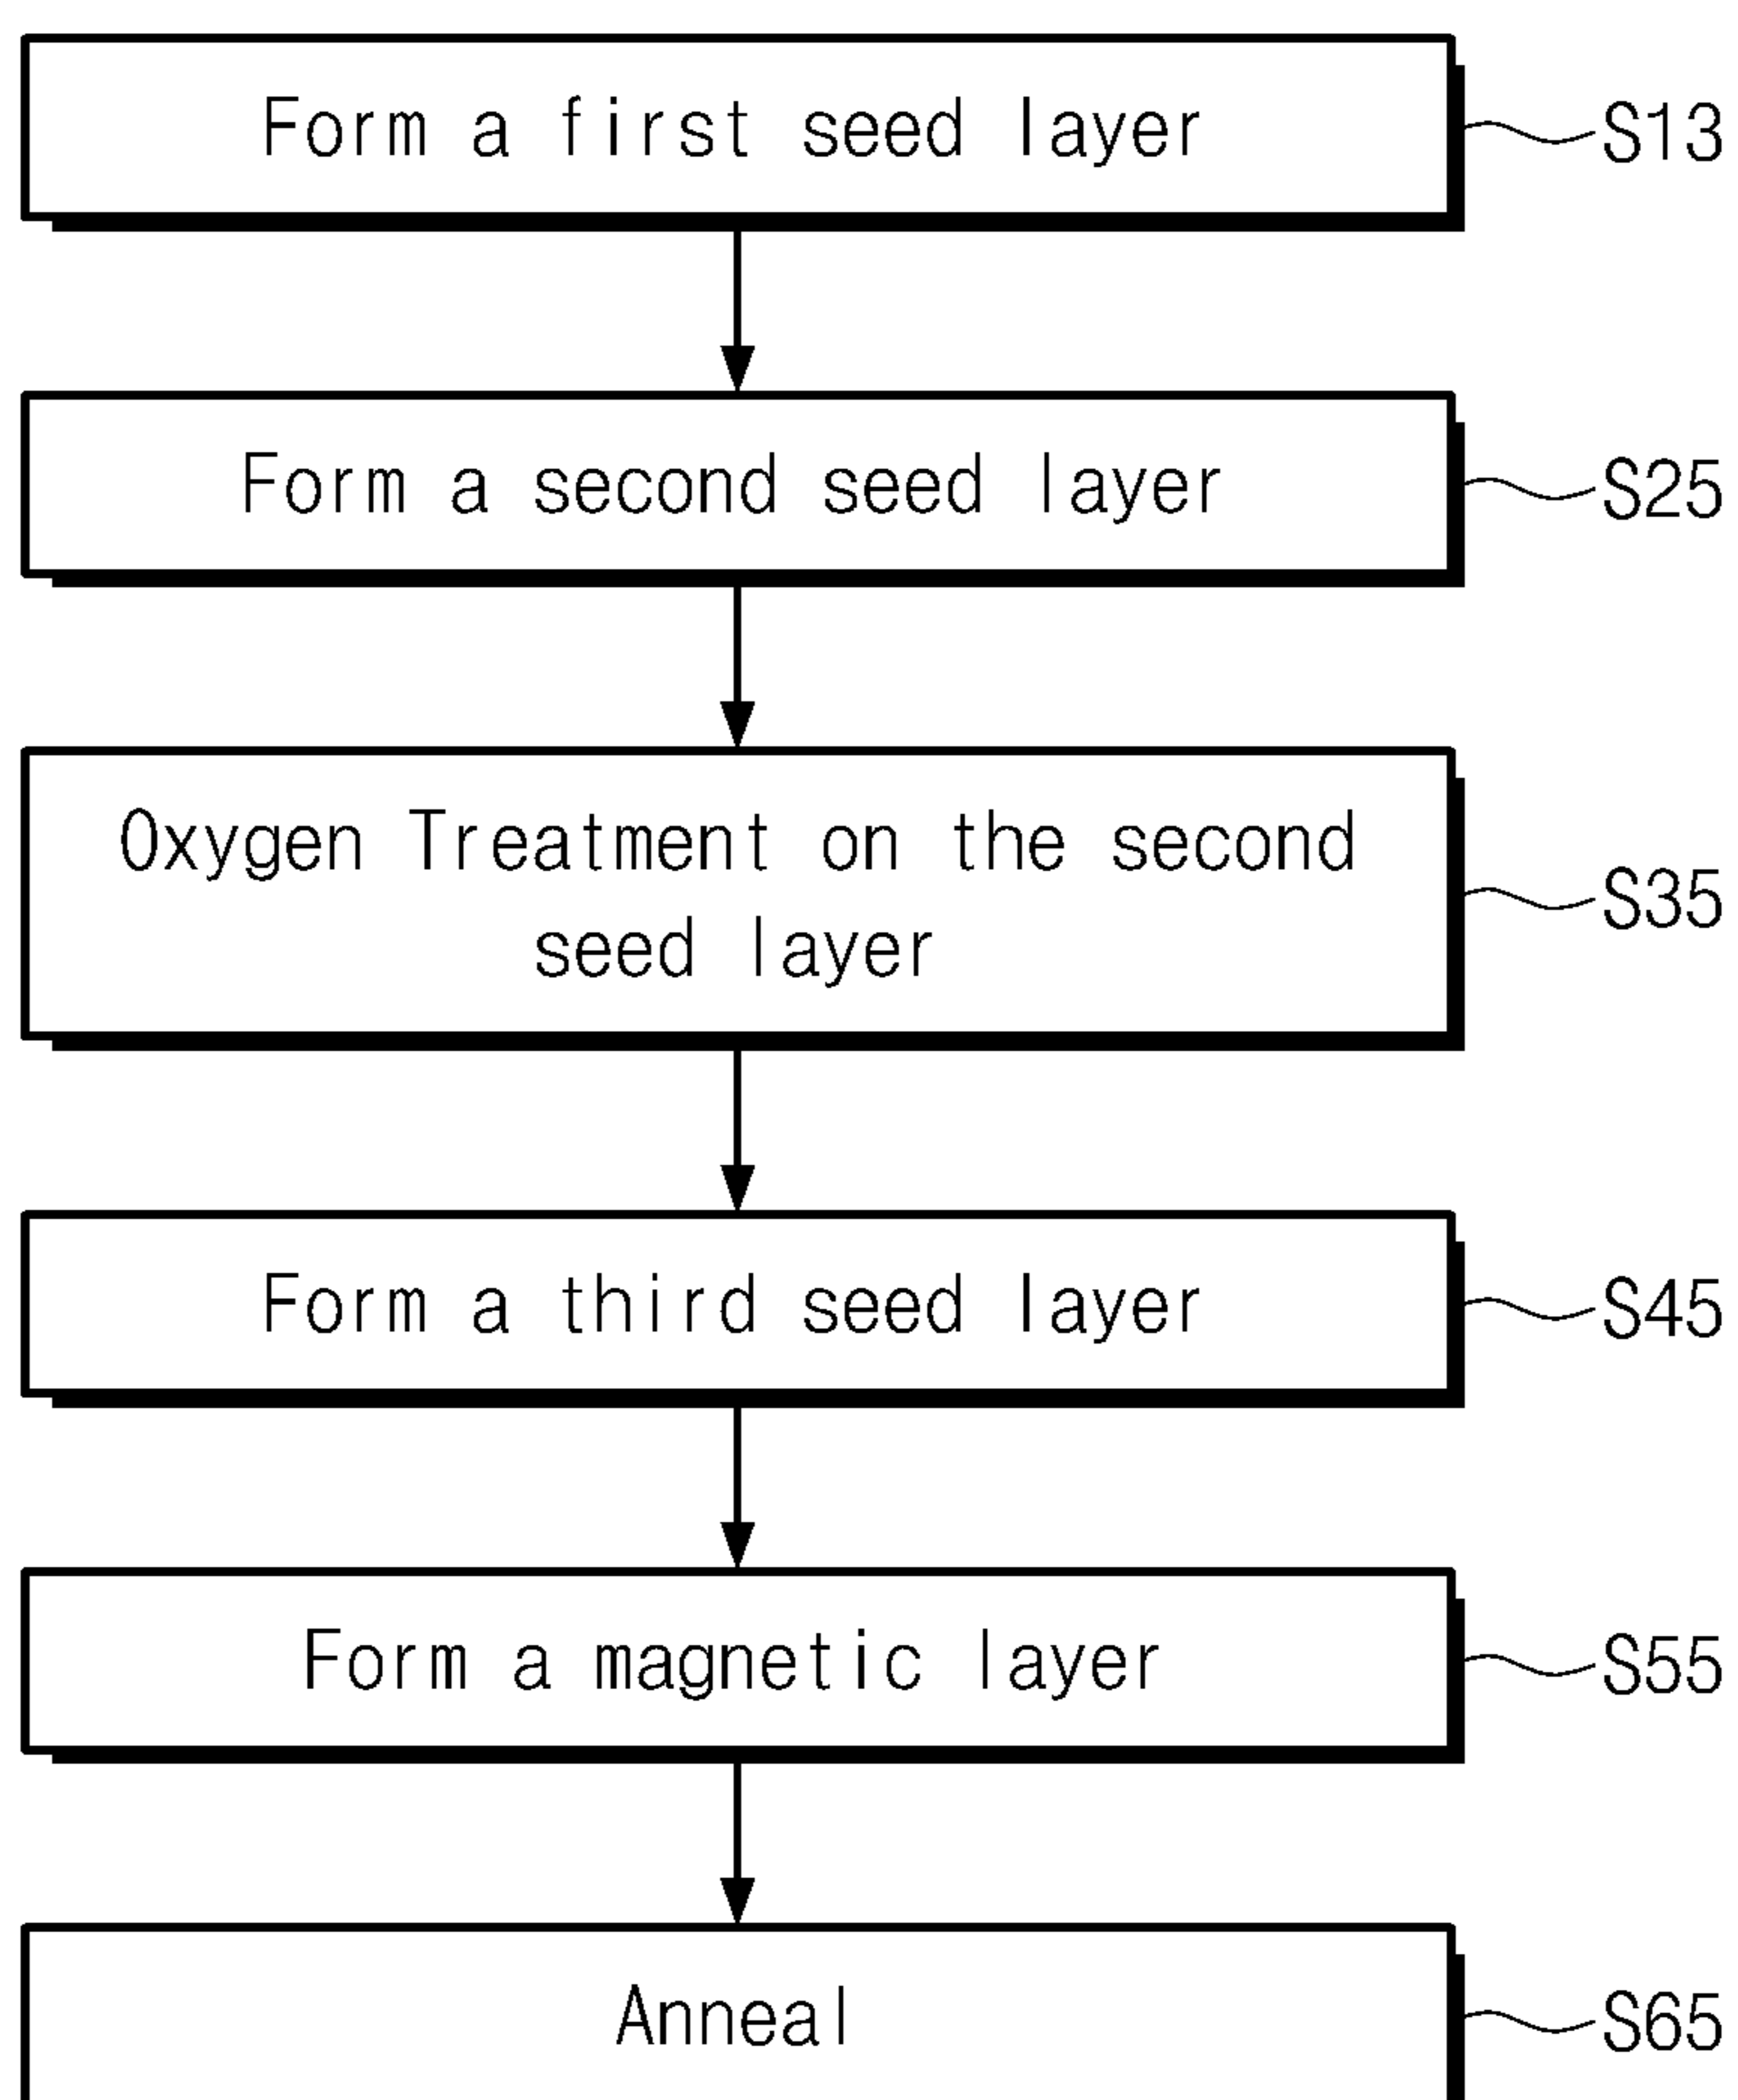 Form a first seed layer
S13
Form a second seed layer
S25
Oxygen Treatment on the second
seed layer
S35
Form a third seed layer
S45
Form a magnetic layer
S55
Anneal
S65